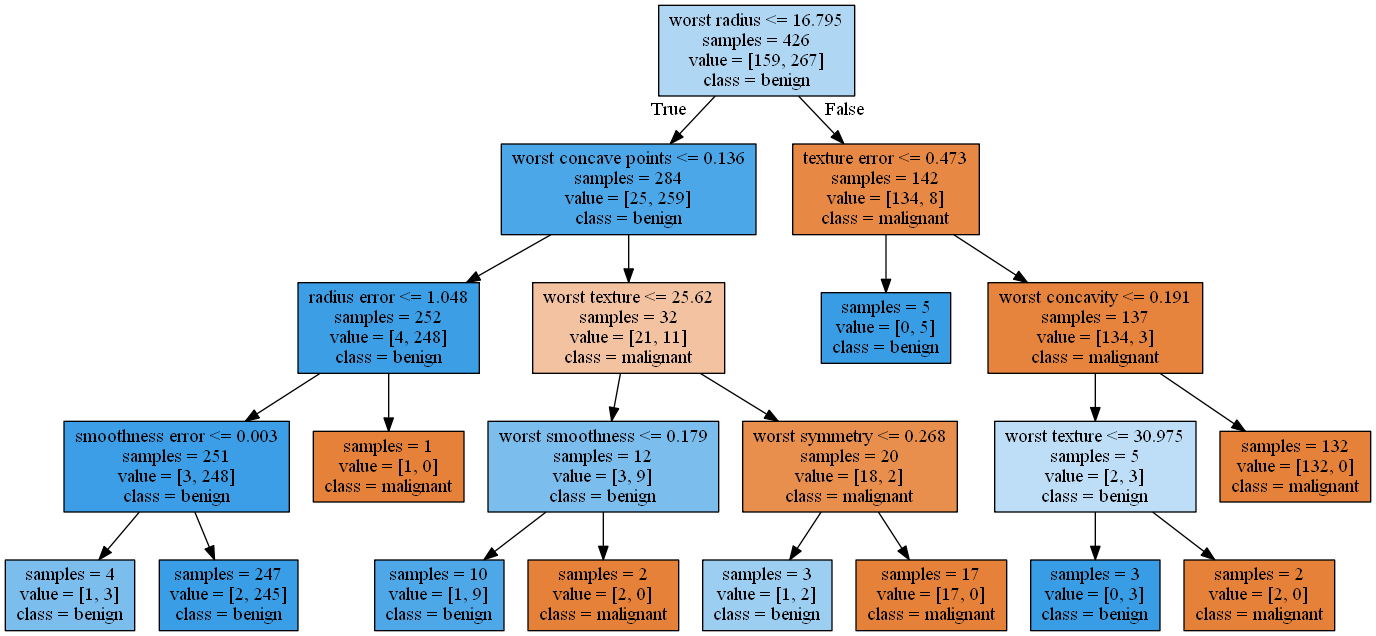 worst radius <= 16.795
samples = 426
value = [159, 267]
class = benign
True
False
worst concave points <= 0.136
samples = 284
value = [25, 259]
class = benign
texture error <= 0.473
samples = 142
value = [134, 8]
class = malignant
radius error <= 1.048
samples = 252
value = [4, 248]
class = benign
worst texture <= 25.62
samples = 32
value = [21, 11]
class = malignant
samples = 5
value = [0, 5]
class = benign
worst concavity <= 0.191
samples = 137
value = [134, 3]
class = malignant
smoothness error <= 0.003
samples = 251
value = [3, 248]
class = benign
samples = 1
value = [1, 0]
class = malignant
worst smoothness <= 0.179
samples = 12
value = [3, 9]
class = benign
worst symmetry <= 0.268
samples = 20
value = [18, 2]
class = malignant
worst texture <= 30.975
samples = 5
value = [2, 3]
class = benign
samples = 132
value = [132, 0]
class = malignant
samples = 4
value = [1, 3]
class = benign
samples = 247
value = [2, 245]
class = benign
samples = 10
value = [1, 9]
class = benign
samples = 2
value = [2, 0]
class = malignant
samples = 3
value = [1, 2]
class = benign
samples = 17
value = [17, 0]
class = malignant
samples = 3
value = [0, 3]
class = benign
samples = 2
value = [2, 0]
class = malignant